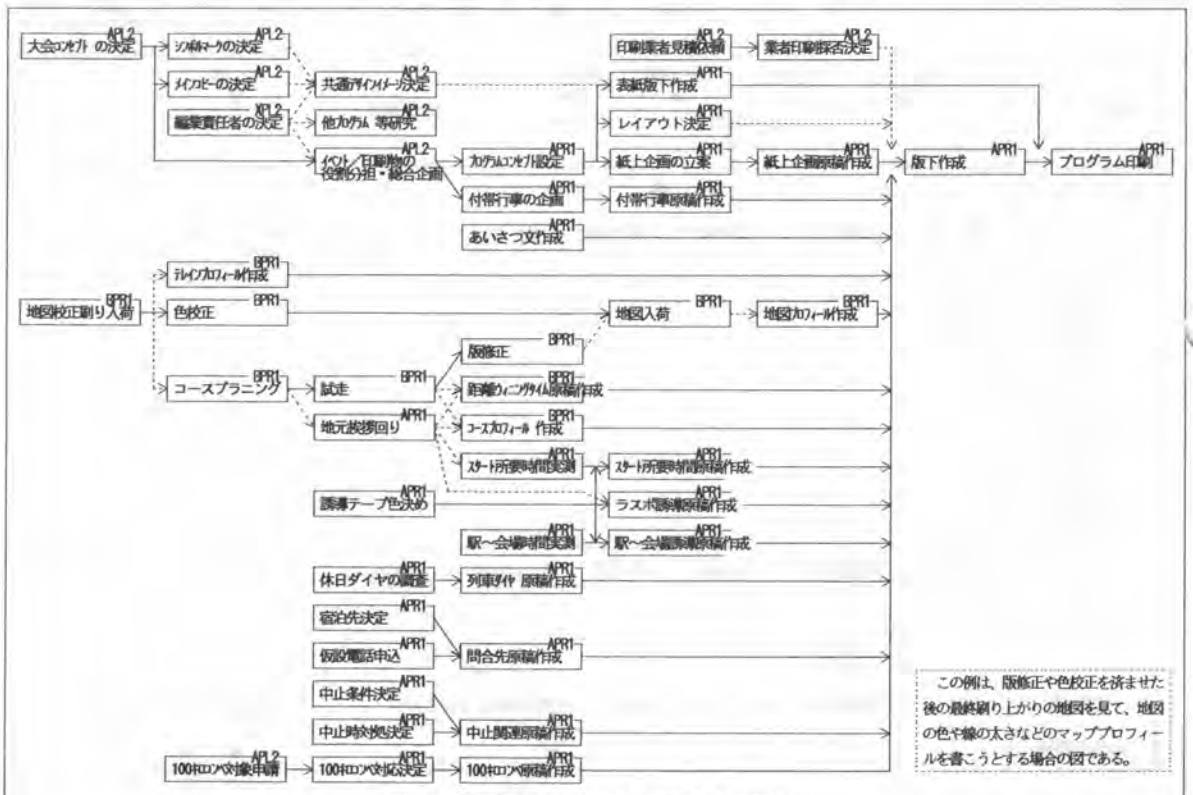 APL2
大会コンセプト の決定
APL2
シンボルマークの決定
APL2
印刷業者見積依頼
APL2
業者印刷採否決定
APL2
メインコピーの決定
APL2
共通デザインイメージ決定
APR1
表紙版下作成
APL2
編集責任者の決定
APL2
他プログラム 等研究
APR1
レイアウト決定
APL2
イベント/印刷物の
役割分担・総合企画
APR1
プログラムコンセプト設定
APR1
紙上企画の立案
APR1
紙上企画原稿作成
APR1
版下作成
APR1
プログラム印刷
APR1
付帯行事の企画
APR1
付帯行事原稿作成
APR1
あいさつ文作成
BPR1
テレインプロフィール作成
BPR1
地図校正刷り入荷
BPR1
色校正
BPR1
地図入荷
BPR1
地図プロフィール作成
版修正
BPR1
コースプランニング
BPR1
試走
BPR1
距離ウィニングタイム原稿作成
APR1
地元挨拶回り
BPR1
コースプロフィール 作成
APR1
スタート所要時間実測
APR1
スタート所要時間原稿作成
APR1
誘導テープ色決め
APR1
ラスポ誘導原稿作成
APR1
駅~会場時間実測
APR1
駅~会場誘導原稿作成
APR1
休日ダイヤの調査
APR1
列車ダイヤ 原稿作成
APR1
宿泊先決定
APR1
仮設電話申込
APR1
問合先原稿作成
APR1
中止条件決定
APR1
中止時対処決定
APR1
中止関連原稿作成
APL2
100キロコンペ対象申請
APR1
100キロコンペ対応決定
APR1
100キロコンペ原稿作成
この例は、版修正や色校正を済ませた
後の最終刷り上がりの地図を見て、地図
の色や線の太さなどのマッププロフィー
ルを書こうとする場合の図である。